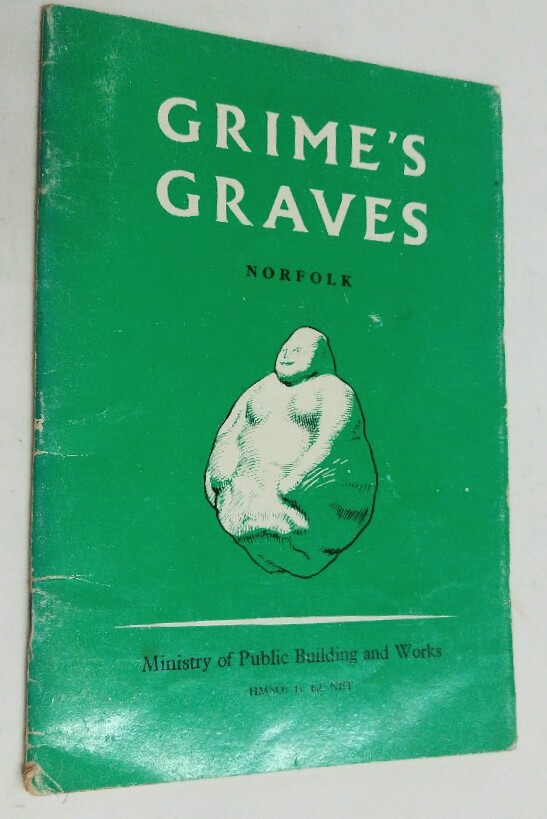 GRIME'S
GRAVES
NORFOLK
Ministry of Public Building and Works
HMSO: 1s 6d. NET